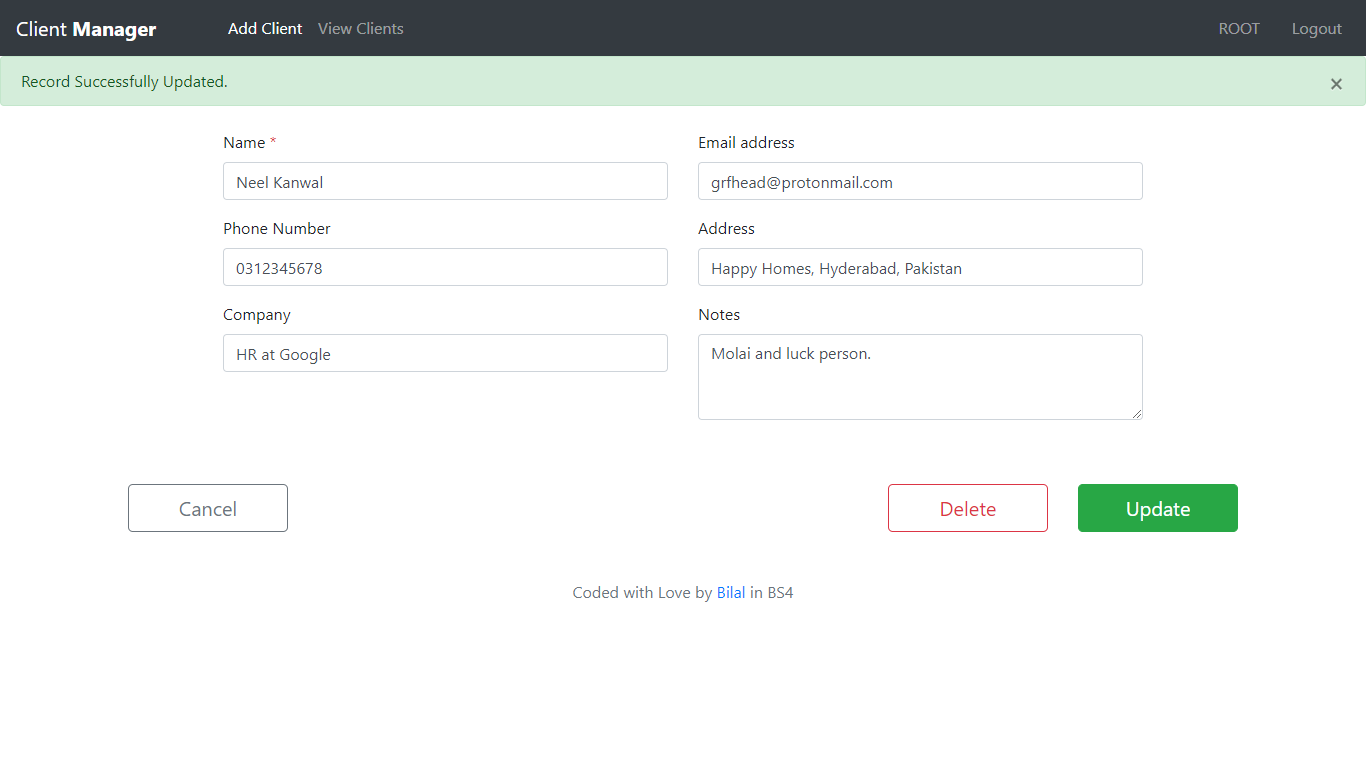 Client Manager Add Client View Clients ROOT Logout
Record Successfully Updated. ×
Name * Email address
Neel Kanwal grfhead@protonmail.com
Phone Number Address
0312345678 Happy Homes, Hyderabad, Pakistan
Company Notes
HR at Google Molai and luck person.
Cancel Delete Update
Coded with Love by Bilal in BS4